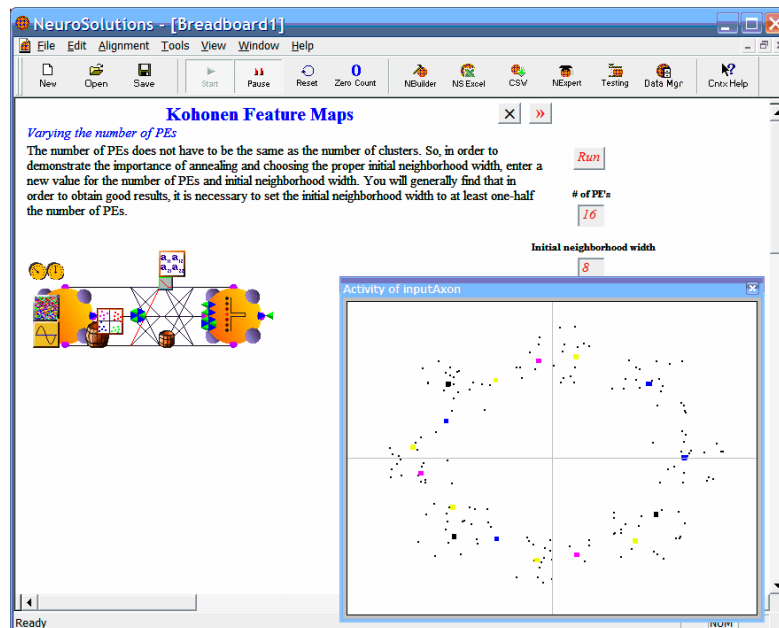 NeuroSolutions - [Breadboard1]
File Edit Alignment Tools View Window Help
New Open Save Start Pause Reset Zero Count NBuilder NS Excel CSW NExpert Testing Data Mgr Cntx Help
Kohonen Feature Maps
Varying the number of PEs
The number of PEs does not have to be the same as the number of clusters. So, in order to
demonstrate the importance of annealing and choosing the proper initial neighborhood width, enter a
new value for the number of PEs and initial neighborhood width. You will generally find that in
order to obtain good results, it is necessary to set the initial neighborhood width to at least one-half
the number of PEs.
Run
# of PE's
16
Initial neighborhood width
8
Activity of inputAxon
Ready
NUM